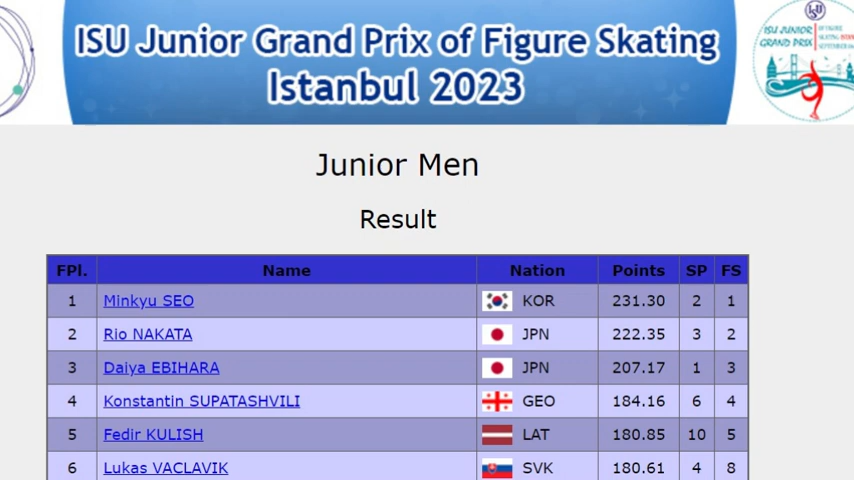 ISU Junior Grand Prix of Figure Skating
Istanbul 2023
ISU JUNIOR
GRAND PRIX
Junior Men
Result
FPl. Name Nation Points SP FS
1 Minkyu SEO KOR 231.30 2 1
2 Rio NAKATA JPN 222.35 3 2
3 Daiya EBIHARA JPN 207.17 1 3
4 Konstantin SUPATASHVILI GEO 184.16 6 4
5 Fedir KULISH LAT 180.85 10 5
6 Lukas VACLAVIK SVK 180.61 4 8